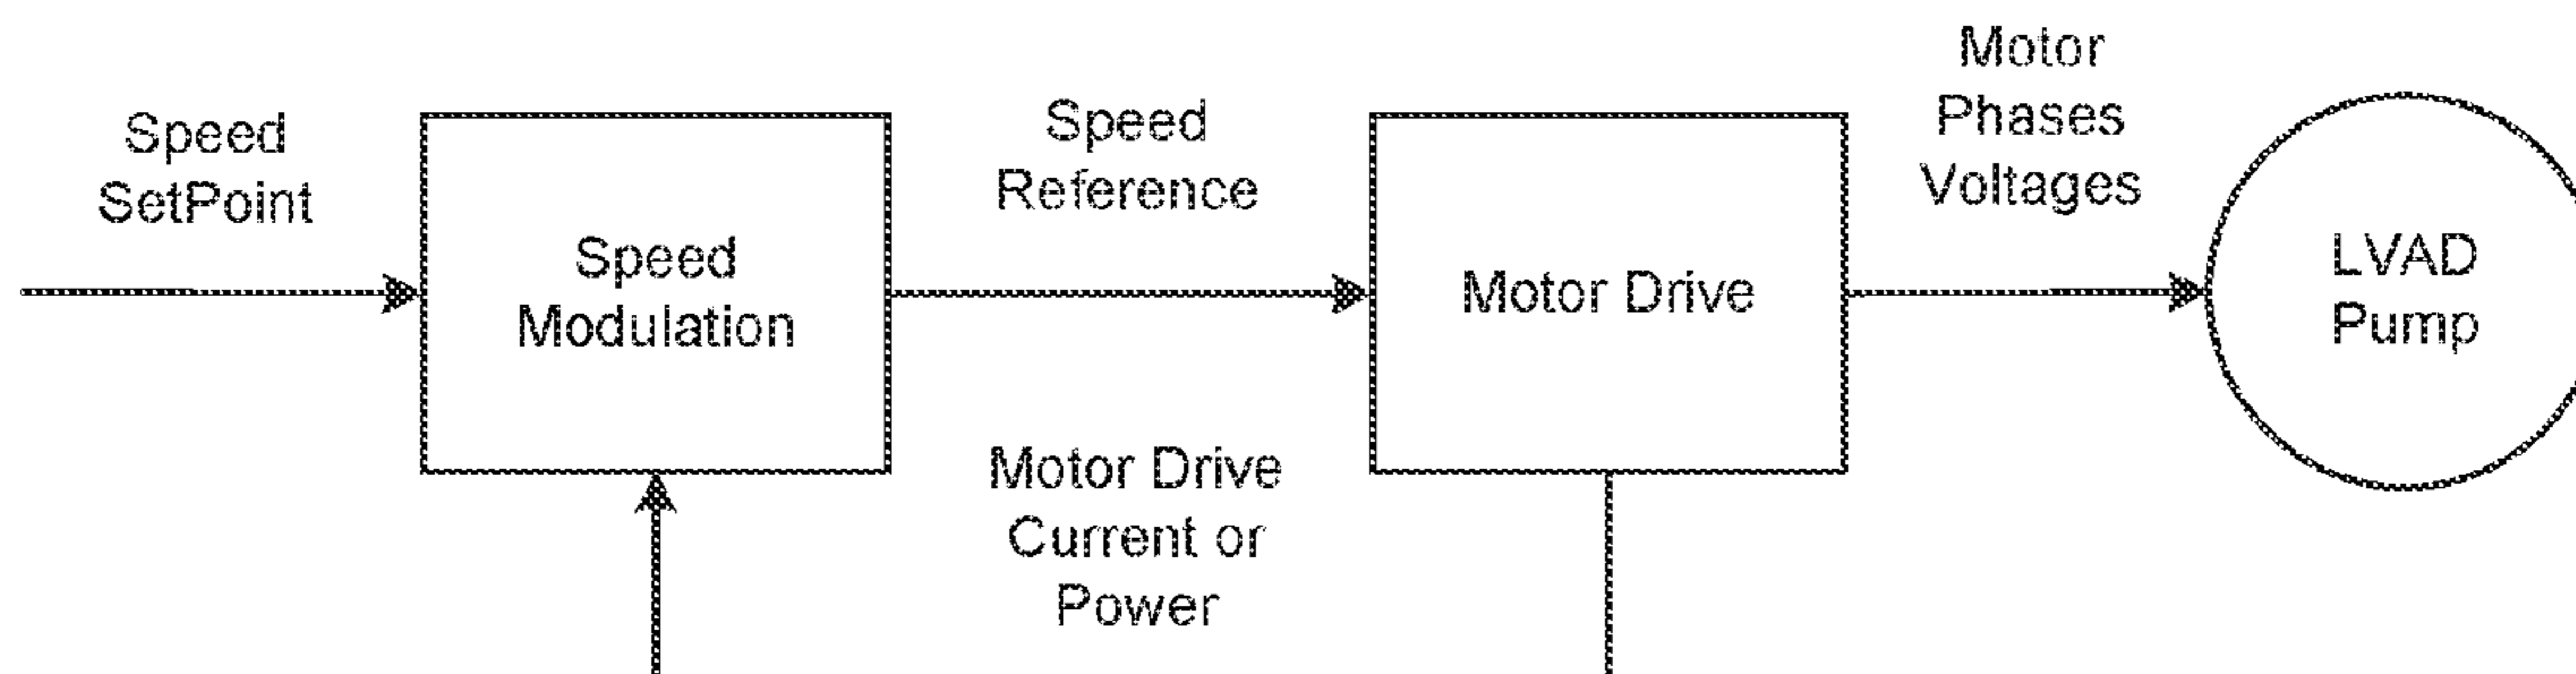 Speed
SetPoint
Speed
Modulation
Speed
Reference
Motor Drive
Current or
Power
Motor Drive
Motor
Phases
Voltages
LVAD
Pump